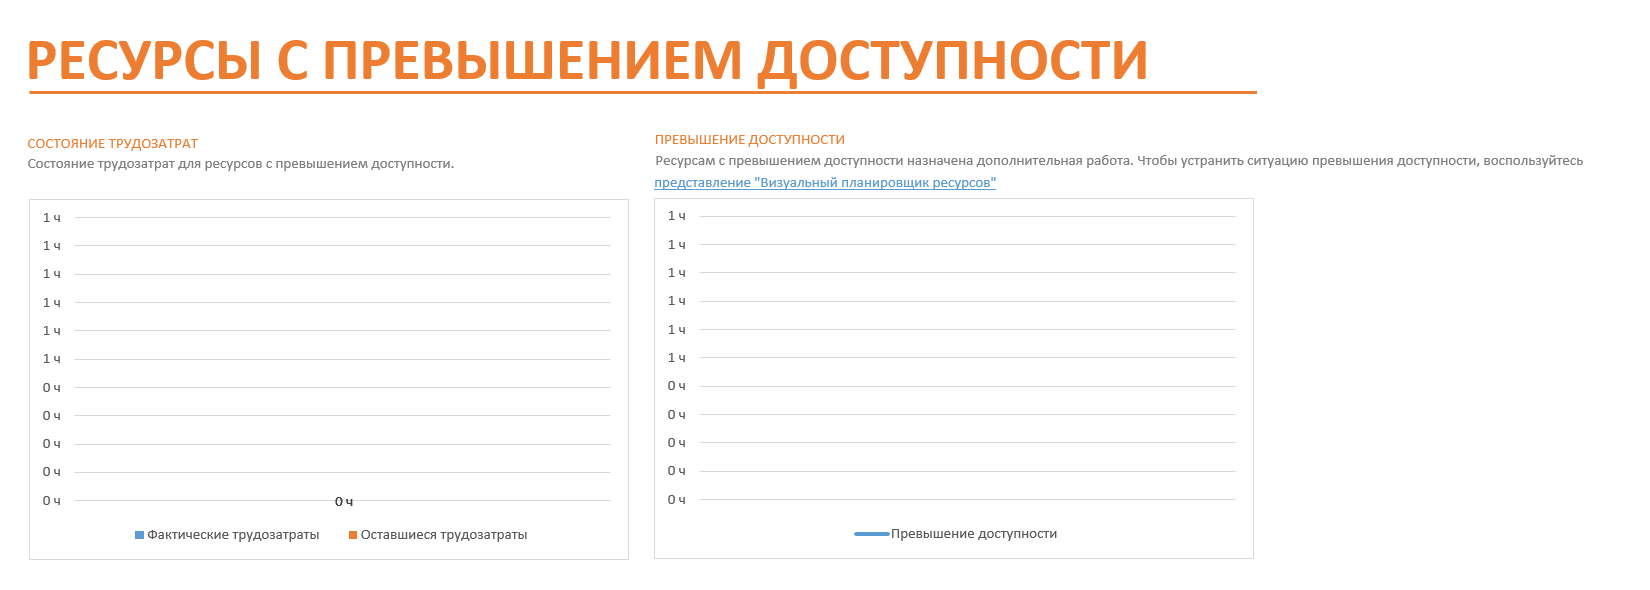 РЕСУРСЫ С ПРЕВЫШЕНИЕМ ДОСТУПНОСТИ
СОСТОЯНИЕ ТРУДОЗАТРАТ
Состояние трудозатрат для ресурсов с превышением доступности.
1 ч
1 ч
1 ч
1 ч
1 ч
1 ч
0 ч
0 ч
0 ч
0 ч
0 ч
0 ч
Фактические трудозатраты
Оставшиеся трудозатраты
ПРЕВЫШЕНИЕ ДОСТУПНОСТИ
Ресурсам с превышением доступности назначена дополнительная работа. Чтобы устранить ситуацию превышения доступности, воспользуйтесь
представление "Визуальный планировщик ресурсов"
1 ч
1 ч
1 ч
1 ч
1 ч
1 ч
0 ч
0 ч
0 ч
0 ч
0 ч
Превышение доступности